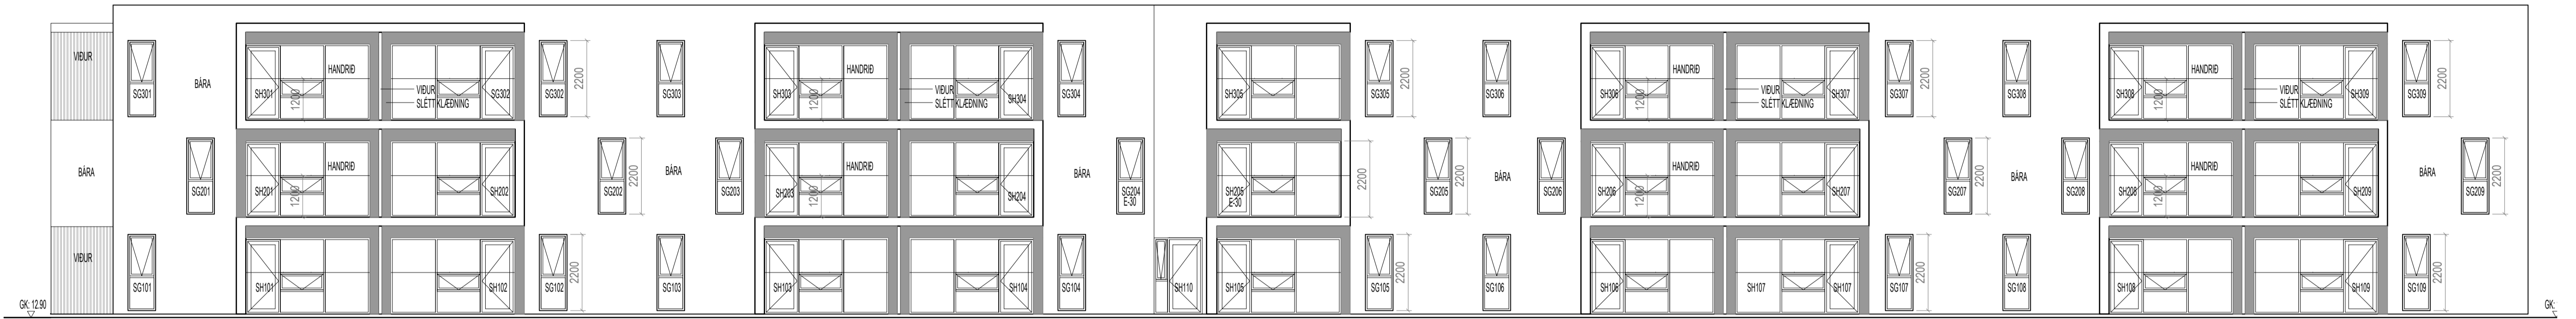 VIÐUR
SG301
BÁRA
SH301
1200
HANDRIÐ
VIÐUR
SLÉTT KLÆÐNING
SG302
SG302
2200
SG303
SH303
1200
HANDRIÐ
VIÐUR
SLÉTT KLÆÐNING
SH304
SG304
SH305
SG305
2200
SG306
SH306
1200
HANDRIÐ
VIÐUR
SLÉTT KLÆÐNING
SH307
SG307
2200
SG308
SH308
1200
HANDRIÐ
VIÐUR
SLÉTT KLÆÐNING
SH309
SG309
2200
BÁRA
SG201
SH201
1200
HANDRIÐ
SH202
SG202
2200
BÁRA
SG203
SH203
1200
HANDRIÐ
SH204
BÁRA
SG204
E-30
SH205
E-30
2200
SG205
2200
BÁRA
SG206
SH206
1200
HANDRIÐ
SH207
SG207
2200
BÁRA
SG208
SH208
1200
HANDRIÐ
SH209
BÁRA
SG209
2200
VIÐUR
SG101
SH101
SH102
SG102
2200
SG103
SH103
SH104
SG104
SH110
SH105
SG105
2200
SG106
SH106
SH107
SH107
SG107
2200
SG108
SH108
SH109
SG109
2200
GK: 12.90
GK: